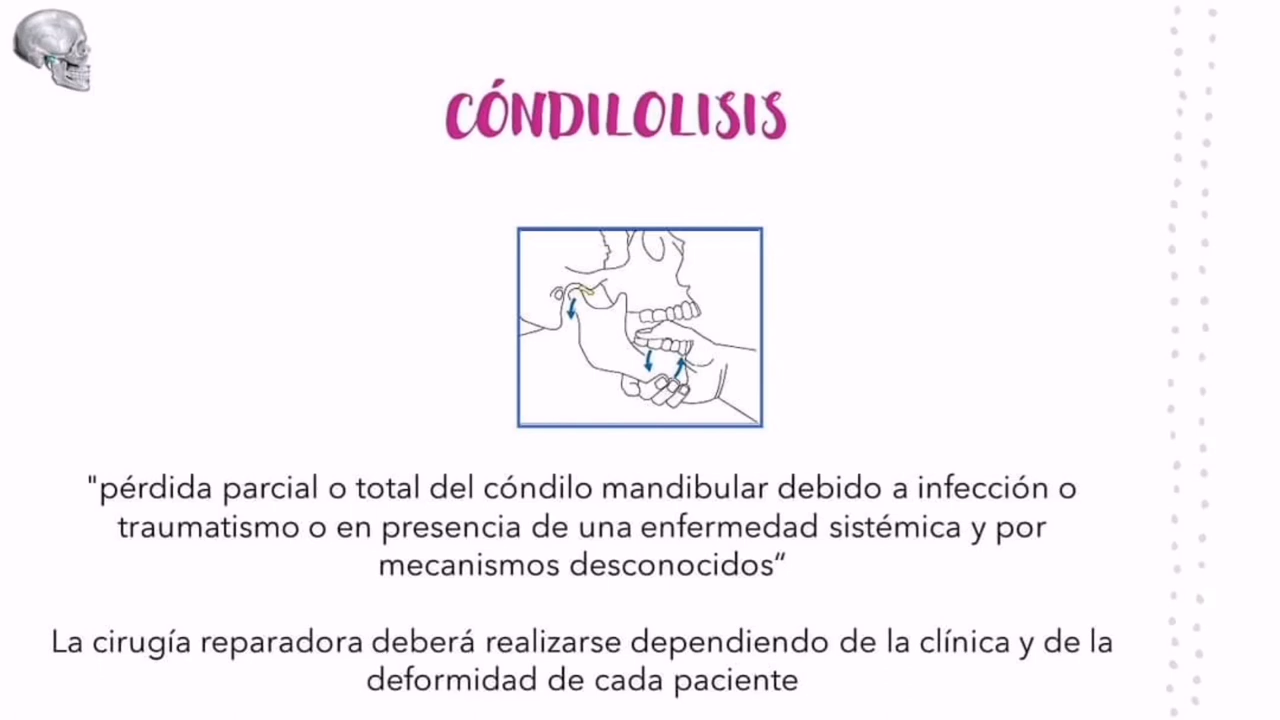 CÓNDILOLISIS
"pérdida parcial o total del cóndilo mandibular debido a infección o
traumatismo o en presencia de una enfermedad sistémica y por
mecanismos desconocidos“
La cirugía reparadora deberá realizarse dependiendo de la clínica y de la
deformidad de cada paciente